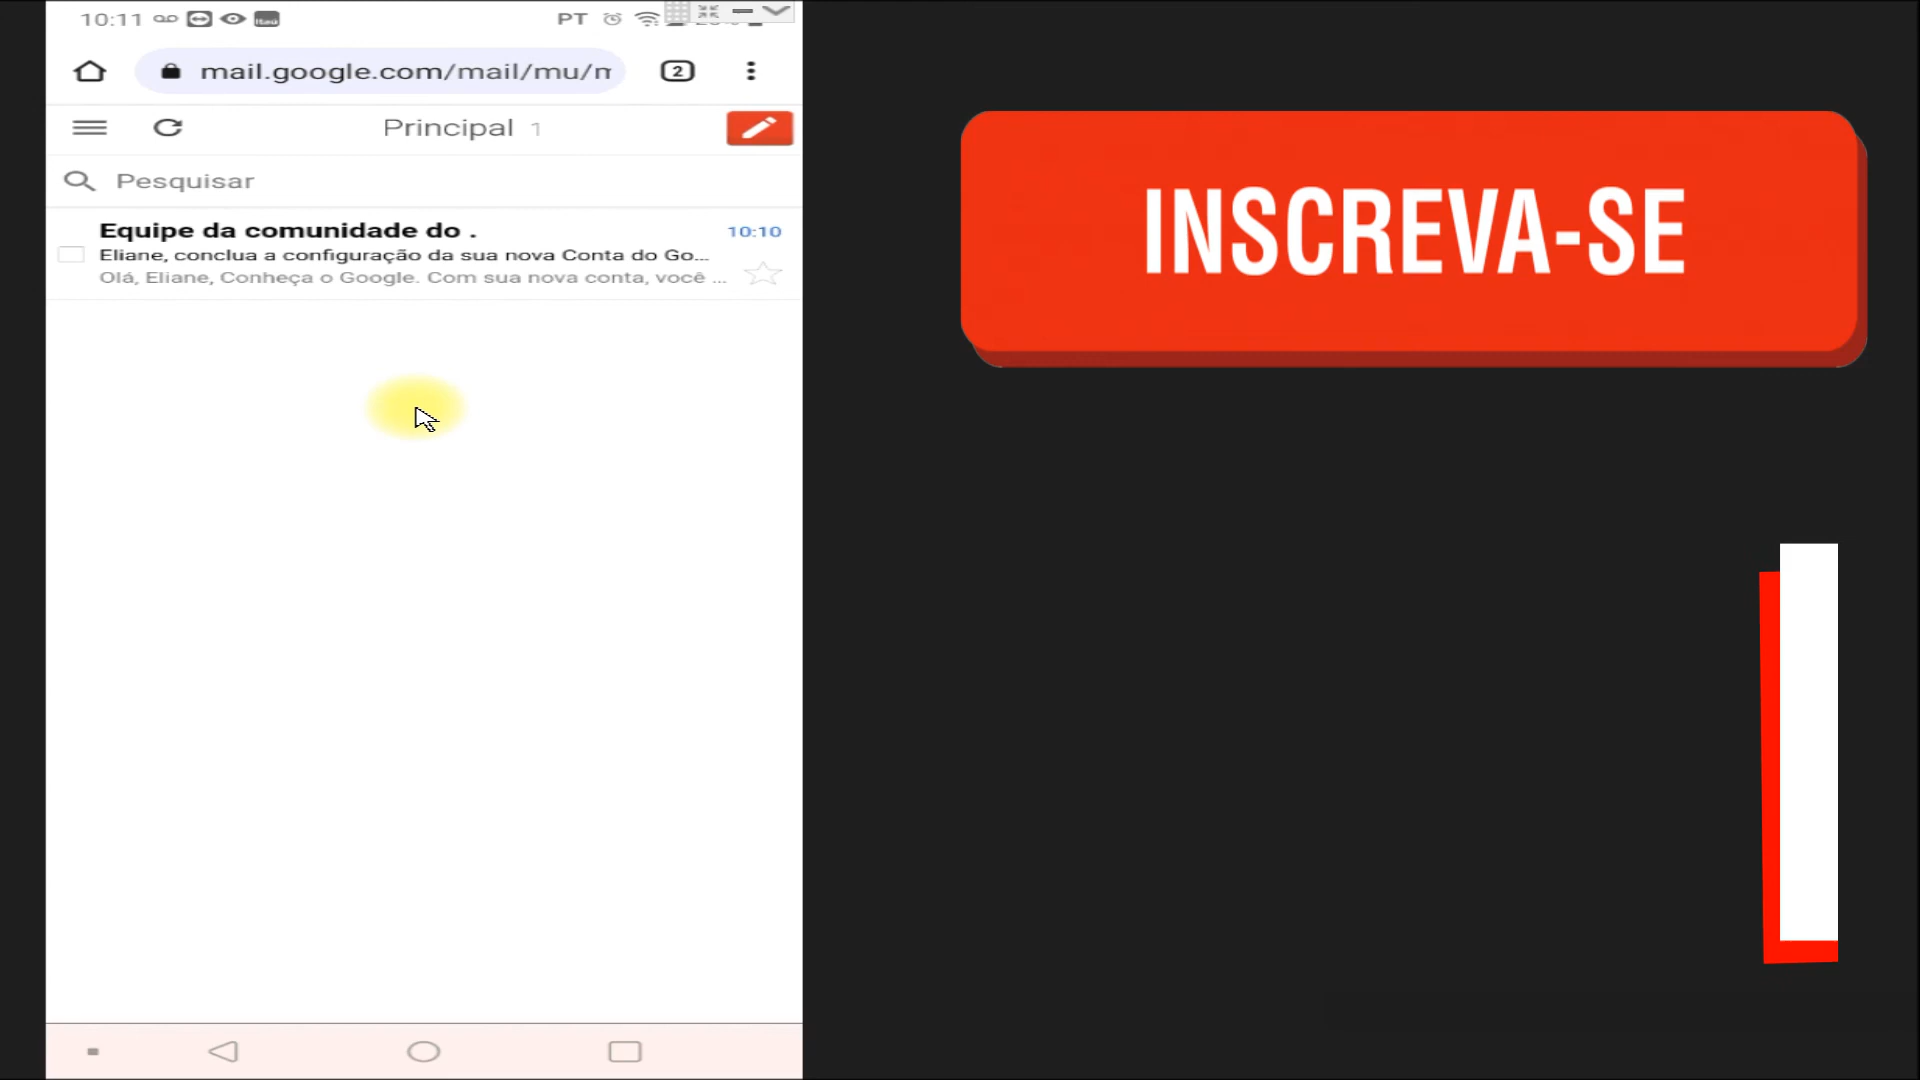 10:11
Itaú
PT
mail.google.com/mail/mu/m
2
Principal 1
Pesquisar
Equipe da comunidade do .
10:10
Eliane, conclua a configuração da sua nova Conta do Go...
Olá, Eliane, Conheça o Google. Com sua nova conta, você ...
INSCREVA-SE